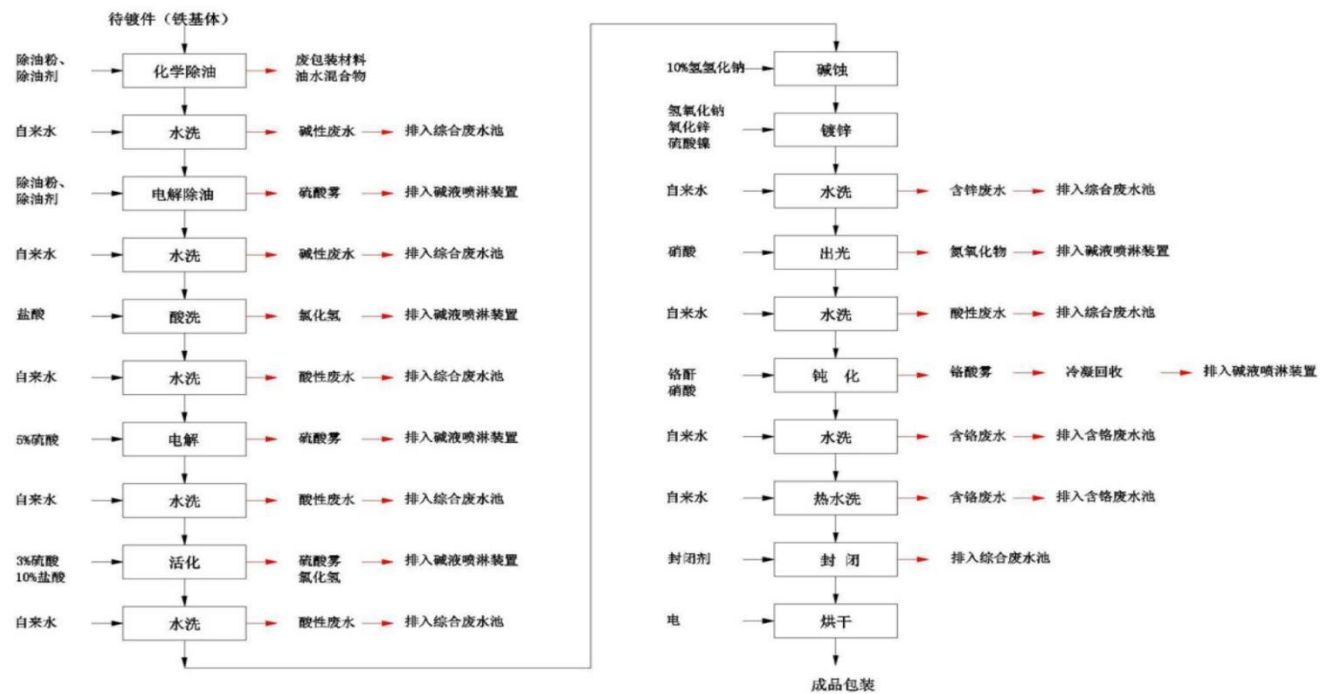 待镀件（铁基体）
除油粉、
除油剂
化学除油
废包装材料
油水混合物
自来水
水洗
碱性废水
排入综合废水池
除油粉、
除油剂
电解除油
硫酸雾
排入碱液喷淋装置
自来水
水洗
碱性废水
排入综合废水池
盐酸
酸洗
氯化氢
排入碱液喷淋装置
自来水
水洗
酸性废水
排入综合废水池
5%硫酸
电解
硫酸雾
排入碱液喷淋装置
自来水
水洗
酸性废水
排入综合废水池
3%硫酸
10%盐酸
活化
硫酸雾
氯化氢
排入碱液喷淋装置
自来水
水洗
酸性废水
排入综合废水池
10%氢氢化钠
碱蚀
氢氧化钠
氧化锌
硫酸镍
镀锌
自来水
水洗
含锌废水
排入综合废水池
硝酸
出光
氮氧化物
排入碱液喷淋装置
自来水
水洗
酸性废水
排入综合废水池
铬酐
硝酸
钝 化
铬酸雾
冷凝回收
排入碱液喷淋装置
自来水
水洗
含铬废水
排入含铬废水池
自来水
热水洗
含铬废水
排入含铬废水池
封闭剂
封 闭
排入综合废水池
电
烘干
成品包装